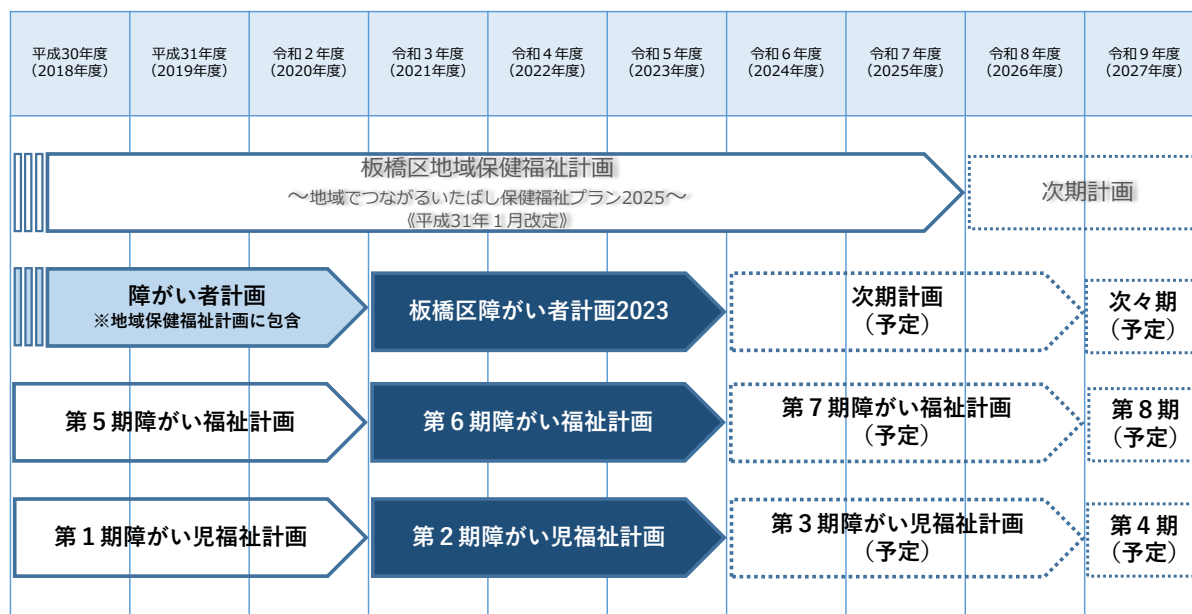 平成30年度
(2018年度)
平成31年度
(2019年度)
令和２年度
(2020年度)
令和３年度
(2021年度)
令和４年度
(2022年度)
令和５年度
(2023年度)
令和６年度
(2024年度)
令和７年度
(2025年度)
令和８年度
(2026年度)
令和９年度
(2027年度)
板橋区地域保健福祉計画
～地域でつながるいたばし保健福祉プラン2025～
《平成31年１月改定》
次期計画
障がい者計画
※地域保健福祉計画に包含
板橋区障がい者計画2023
次期計画
（予定）
次々期
（予定）
第５期障がい福祉計画
第６期障がい福祉計画
第７期障がい福祉計画
（予定）
第８期
（予定）
第１期障がい児福祉計画
第２期障がい児福祉計画
第３期障がい児福祉計画
（予定）
第４期
（予定）